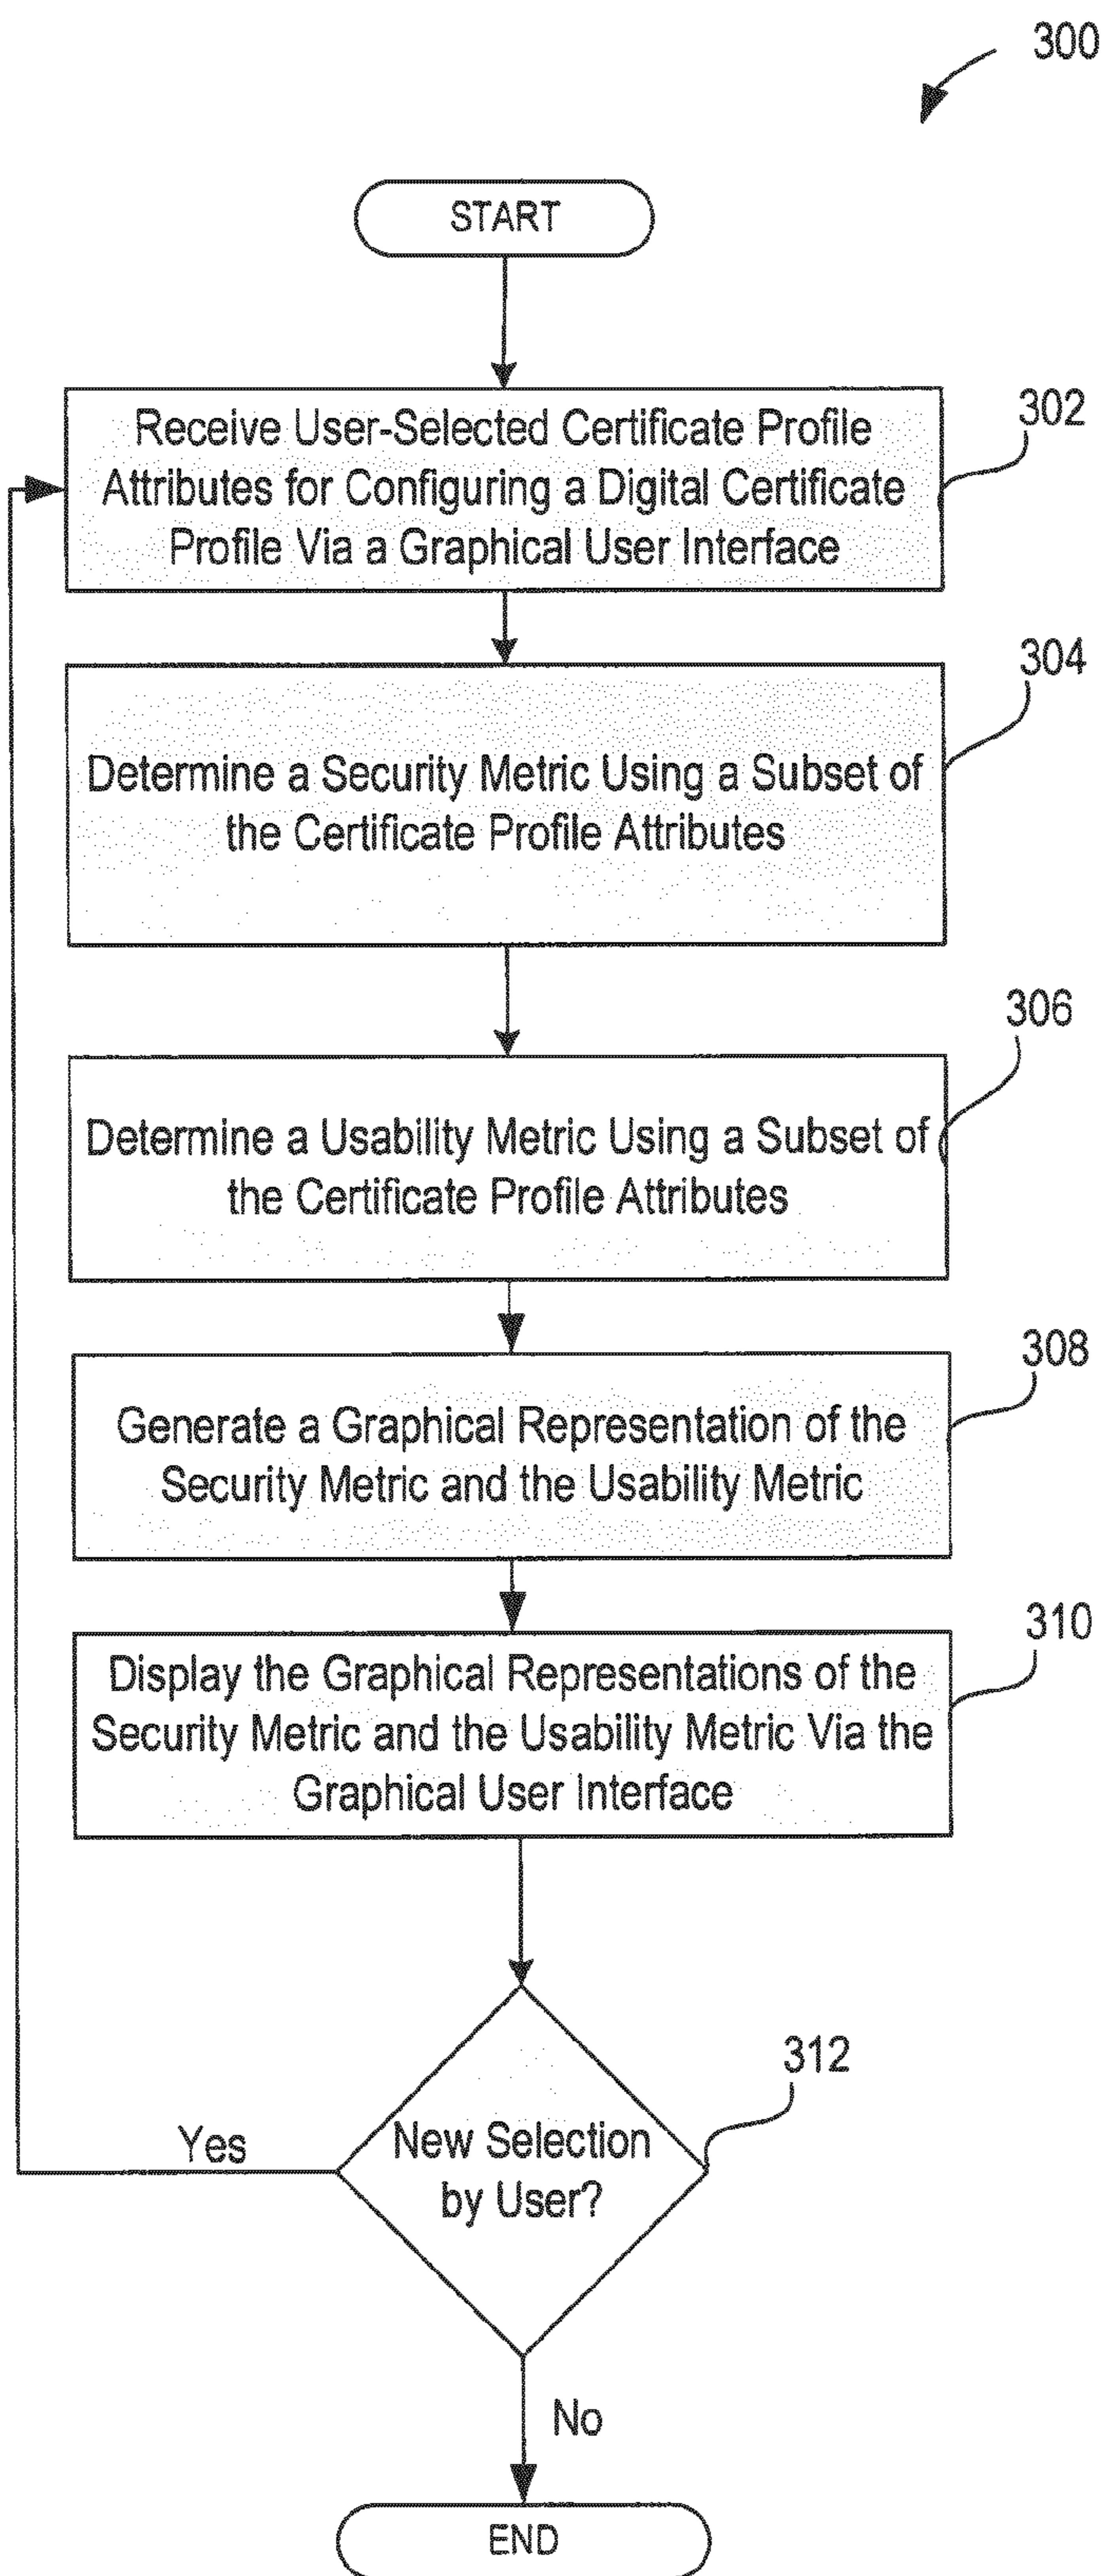 300
START
Receive User-Selected Certificate Profile
Attributes for Configuring a Digital Certificate
Profile Via a Graphical User Interface
302
Determine a Security Metric Using a Subset of
the Certificate Profile Attributes
304
Determine a Usability Metric Using a Subset of
the Certificate Profile Attributes
306
Generate a Graphical Representation of the
Security Metric and the Usability Metric
308
Display the Graphical Representations of the
Security Metric and the Usability Metric Via the
Graphical User Interface
310
New Selection
by User?
312
Yes
No
END